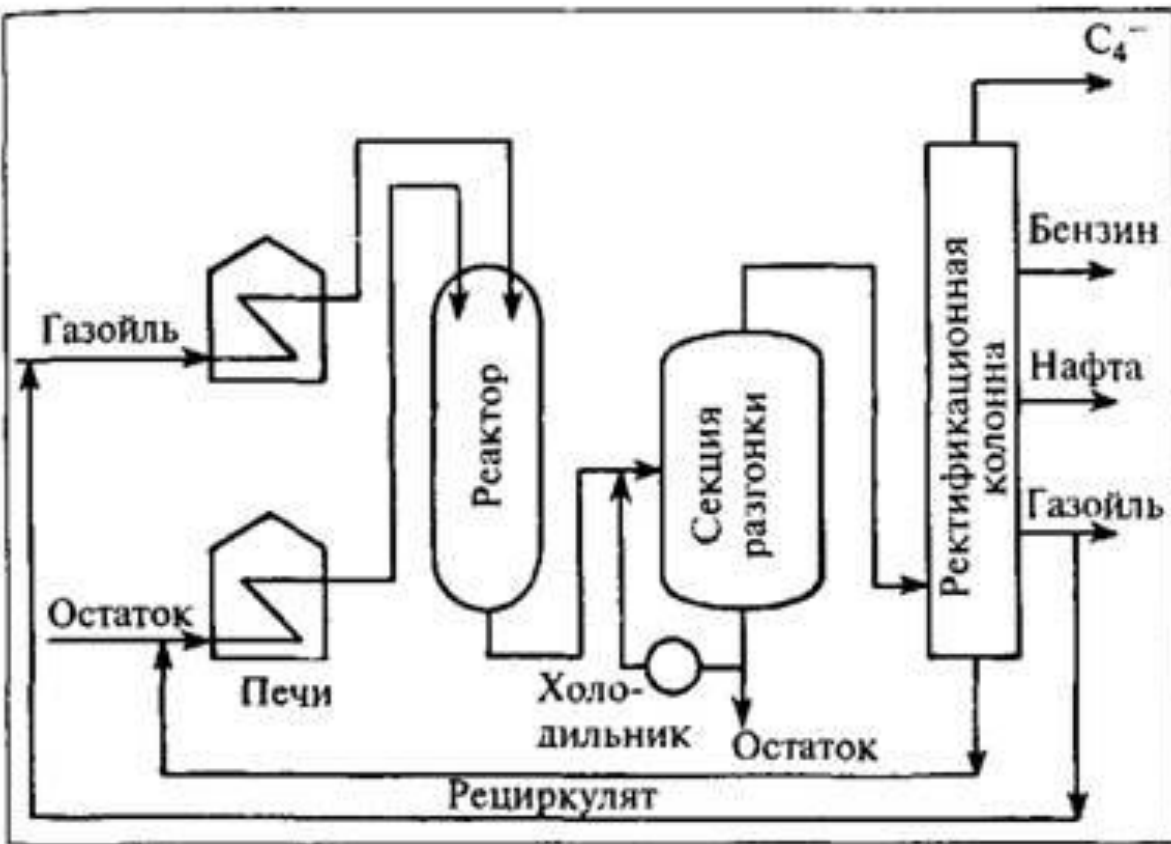 C₄⁻
Бензин
Газойль
Нафта
Реактор
Секция
разгонки
Ректификационная
колонна
Газойль
Остаток
Печи
Холо-
дильник
Остаток
Рециркулят